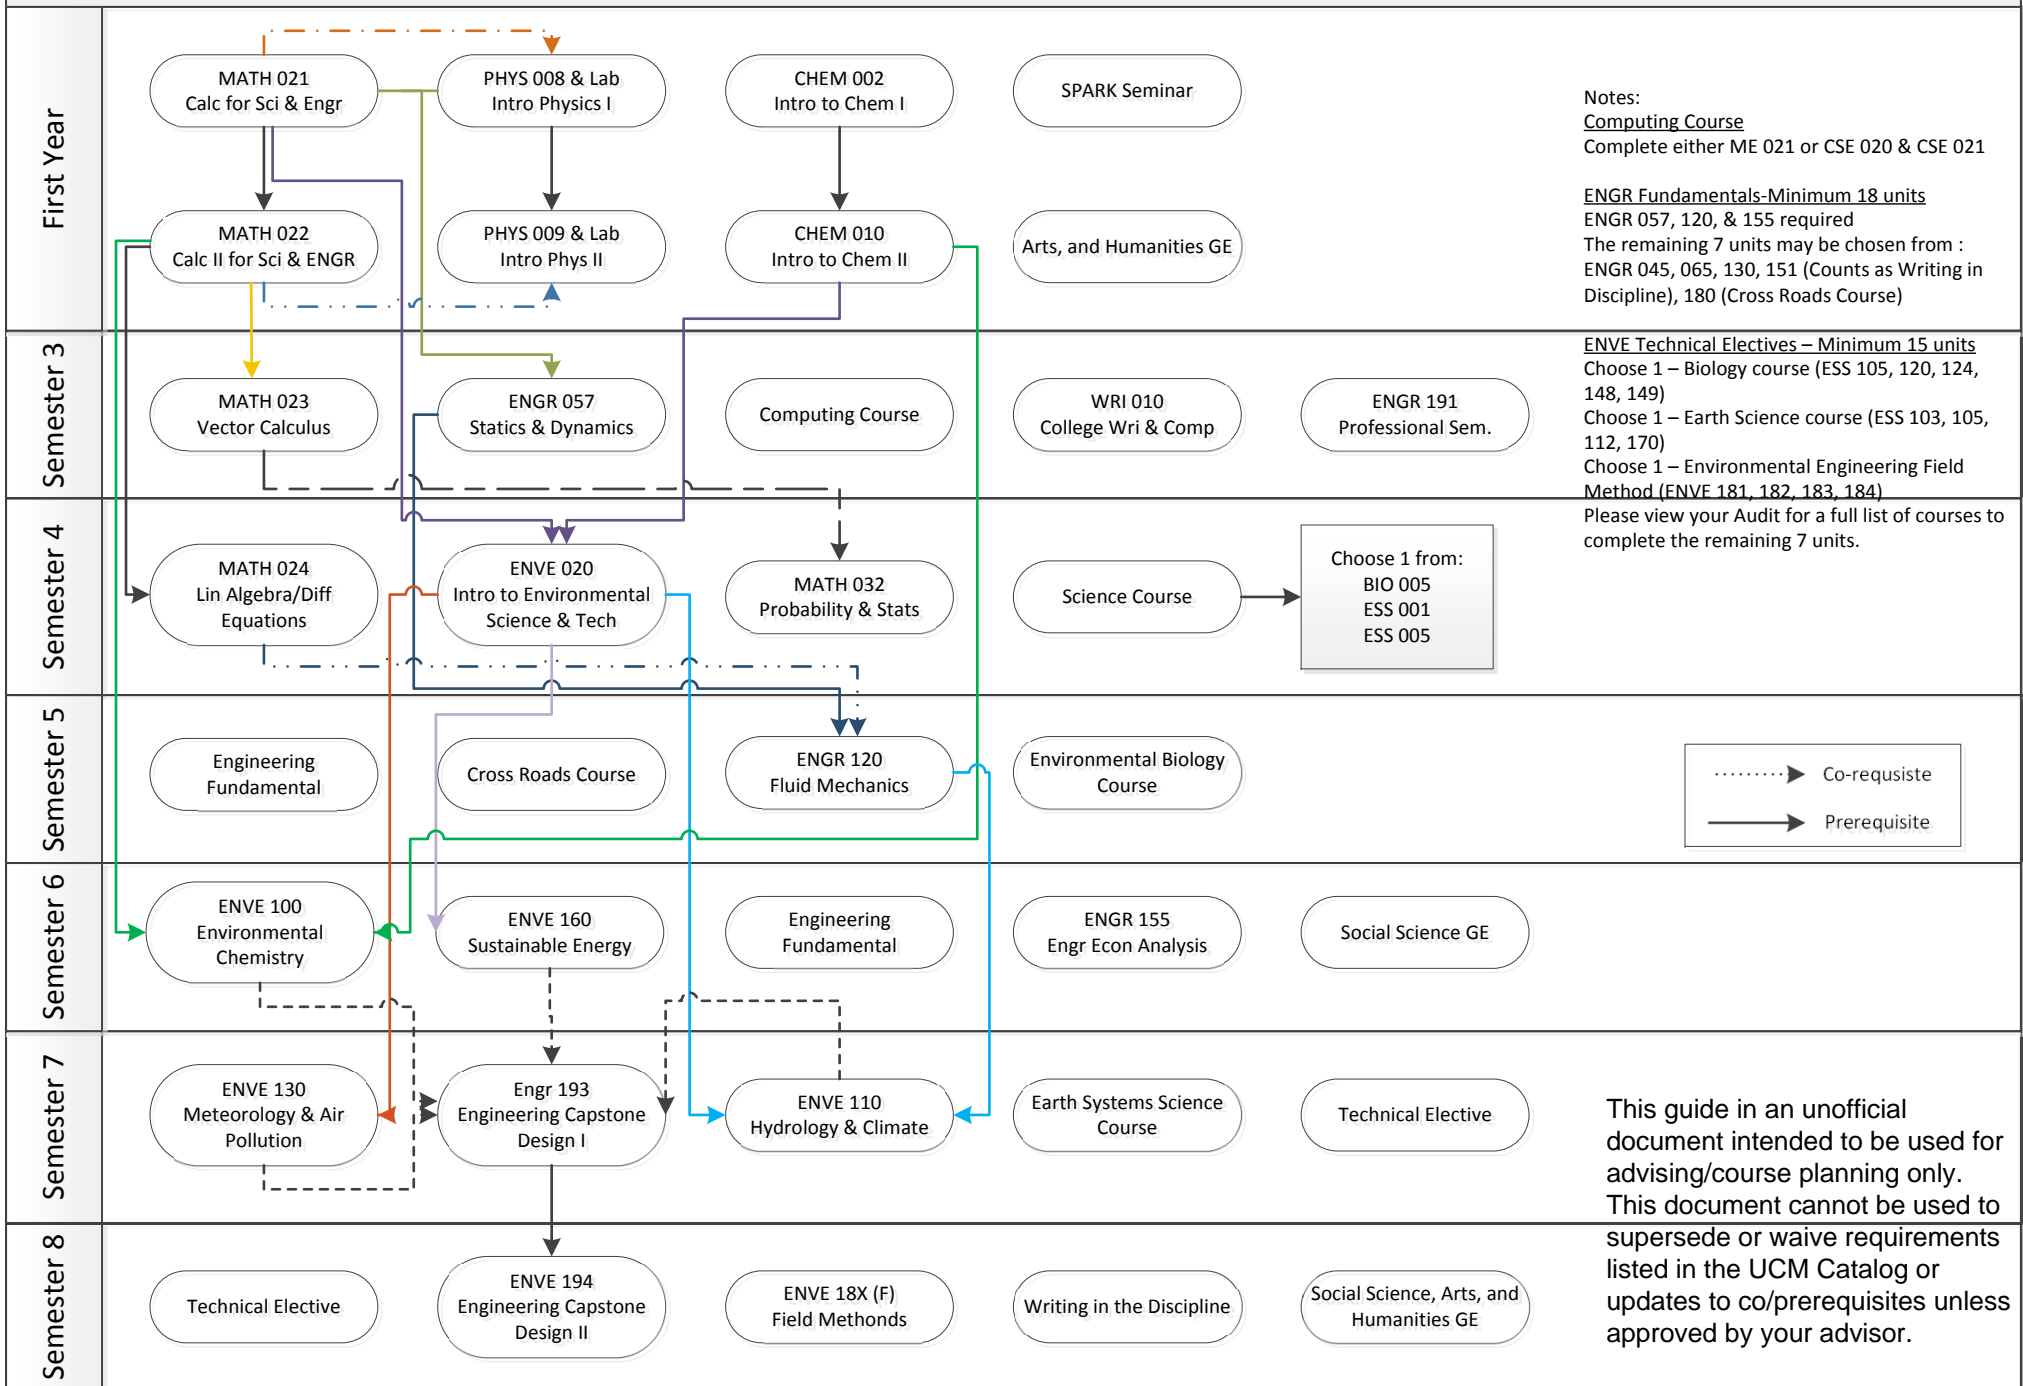 First Year
MATH 021
Calc for Sci & Engr
PHYS 008 & Lab
Intro Physics I
CHEM 002
Intro to Chem I
SPARK Seminar
MATH 022
Calc II for Sci & ENGR
PHYS 009 & Lab
Intro Phys II
CHEM 010
Intro to Chem II
Arts, and Humanities GE
Notes:
Computing Course
Complete either ME 021 or CSE 020 & CSE 021
ENGR Fundamentals-Minimum 18 units
ENGR 057, 120, & 155 required
The remaining 7 units may be chosen from :
ENGR 045, 065, 130, 151 (Counts as Writing in
Discipline), 180 (Cross Roads Course)
ENVE Technical Electives – Minimum 15 units
Choose 1 – Biology course (ESS 105, 120, 124,
148, 149)
Choose 1 – Earth Science course (ESS 103, 105,
112, 170)
Choose 1 – Environmental Engineering Field
Method (ENVE 181, 182, 183, 184)
Please view your Audit for a full list of courses to
complete the remaining 7 units.
Semester 3
MATH 023
Vector Calculus
ENGR 057
Statics & Dynamics
Computing Course
WRI 010
College Wri & Comp
ENGR 191
Professional Sem.
Semester 4
MATH 024
Lin Algebra/Diff
Equations
ENVE 020
Intro to Environmental
Science & Tech
MATH 032
Probability & Stats
Science Course
Choose 1 from:
BIO 005
ESS 001
ESS 005
Semester 5
Engineering
Fundamental
Cross Roads Course
ENGR 120
Fluid Mechanics
Environmental Biology
Course
Co-requsiste
Prerequisite
Semester 6
ENVE 100
Environmental
Chemistry
ENVE 160
Sustainable Energy
Engineering
Fundamental
ENGR 155
Engr Econ Analysis
Social Science GE
Semester 7
ENVE 130
Meteorology & Air
Pollution
Engr 193
Engineering Capstone
Design I
ENVE 110
Hydrology & Climate
Earth Systems Science
Course
Technical Elective
This guide in an unofficial
document intended to be used for
advising/course planning only.
This document cannot be used to
supersede or waive requirements
listed in the UCM Catalog or
updates to co/prerequisites unless
approved by your advisor.
Semester 8
Technical Elective
ENVE 194
Engineering Capstone
Design II
ENVE 18X (F)
Field Methonds
Writing in the Discipline
Social Science, Arts, and
Humanities GE